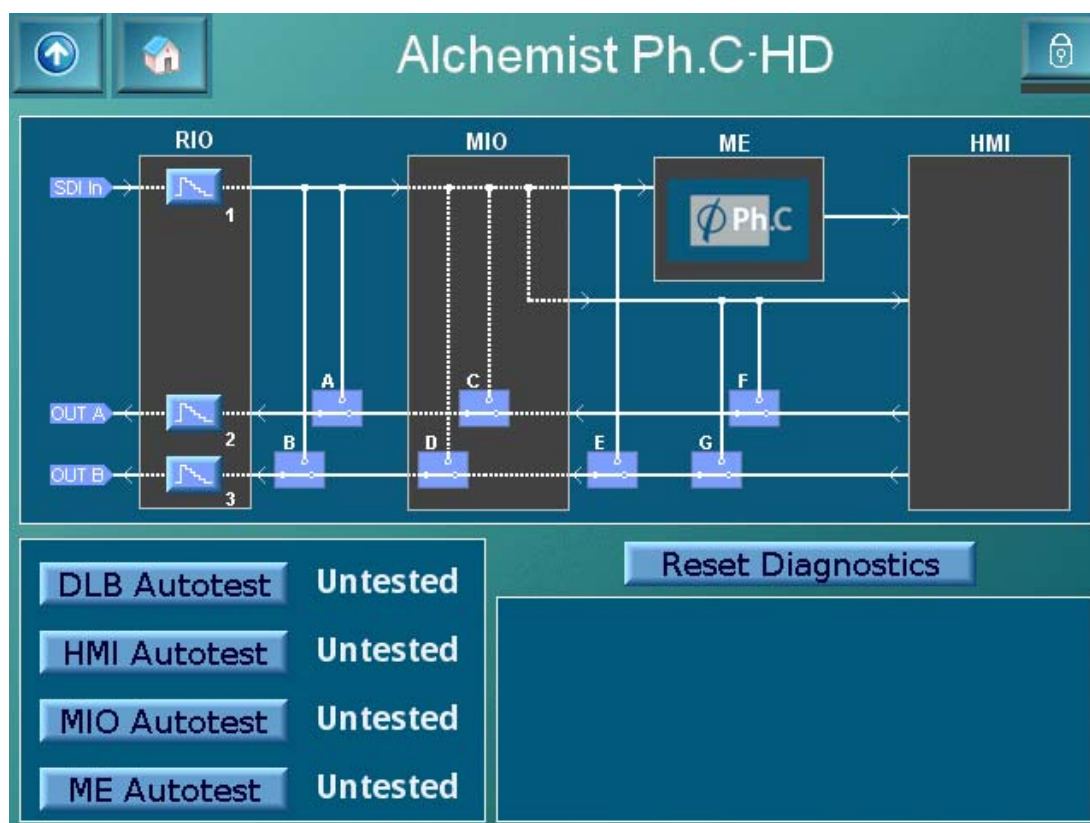 Alchemist Ph.C-HD
RIO
MIO
ME
HMI
SDI In
1
Ph.C
A
C
F
OUT A
2
B
D
E
G
OUT B
3
DLB Autotest
Untested
HMI Autotest
Untested
MIO Autotest
Untested
ME Autotest
Untested
Reset Diagnostics